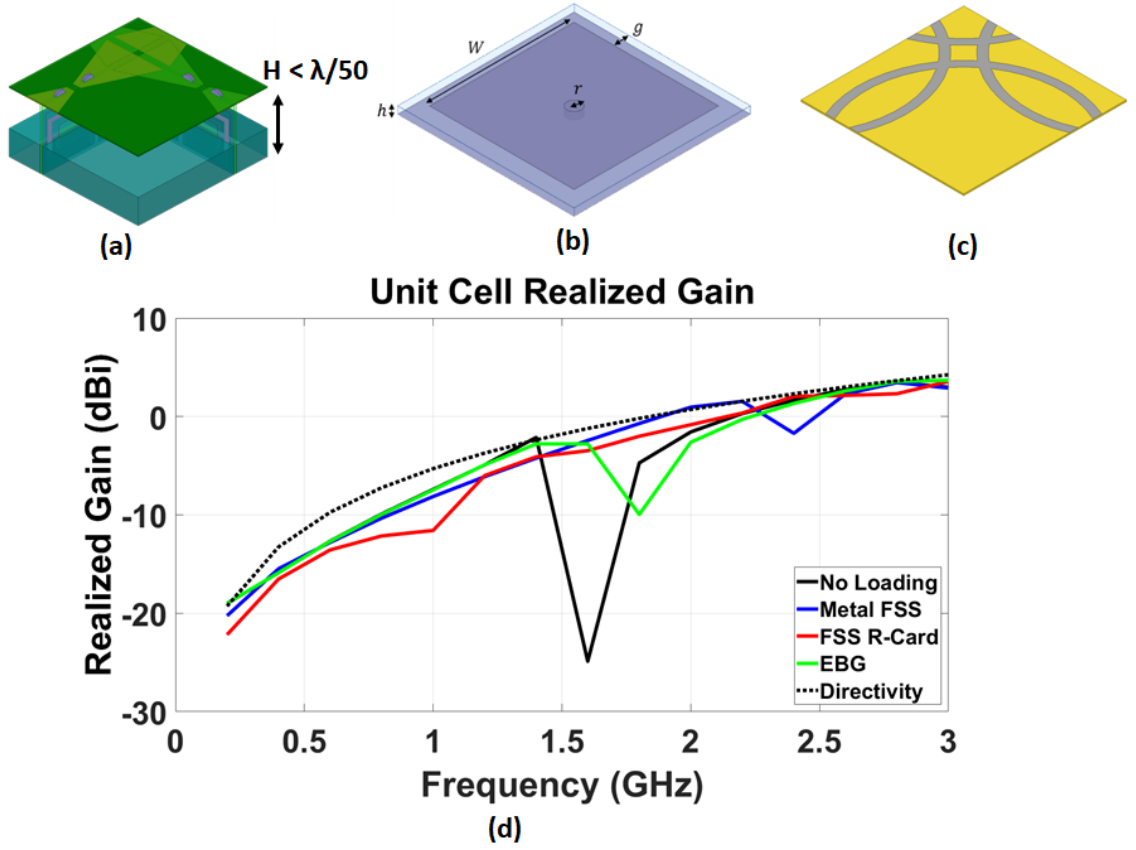 H < λ/50
W
g
r
h
(a)
(b)
(c)
Unit Cell Realized Gain
Realized Gain (dBi)
10
0
-10
-20
-30
No Loading
Metal FSS
FSS R-Card
EBG
Directivity
0
0.5
1
1.5
2
2.5
3
Frequency (GHz)
(d)